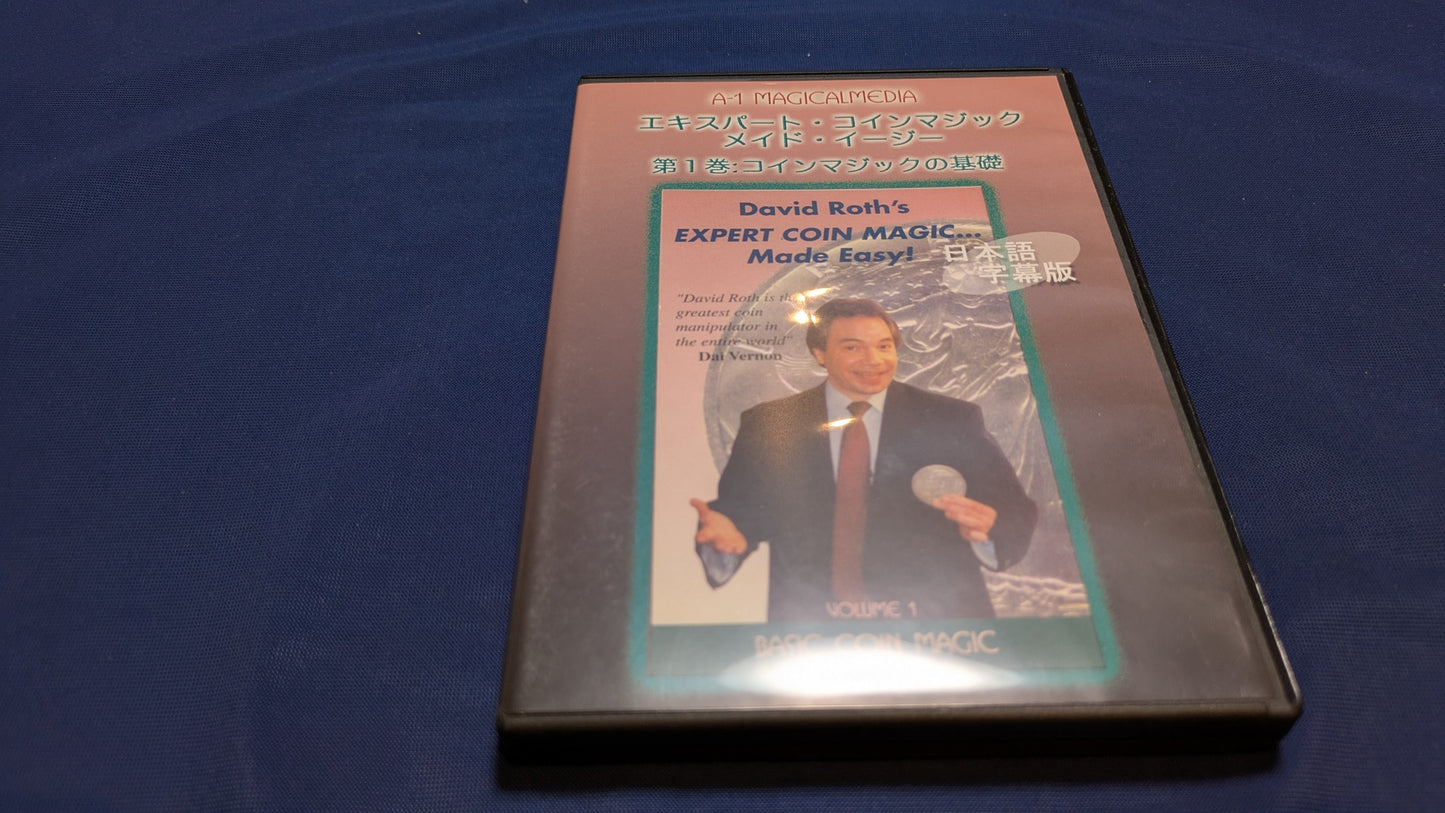 A-1 MAGICALMEDIA
エキスパート・コインマジック
メイド・イージー
第1巻:コインマジックの基礎
David Roth's
EXPERT COIN MAGIC...
Made Easy!
日本語
字幕版
"David Roth is the
greatest coin
manipulator in
the entire world"
Dai Vernon
VOLUME 1
BASIC COIN MAGIC